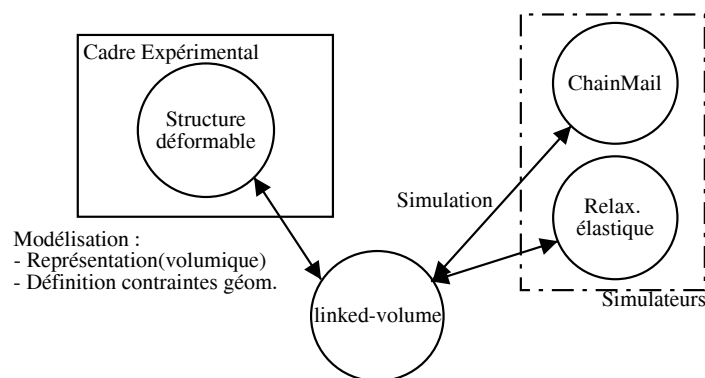 Cadre Expérimental
Structure
déformable
ChainMail
Simulation
Relax.
élastique
Modélisation :
- Représentation(volumique)
- Définition contraintes géom.
linked-volume
Simulateurs